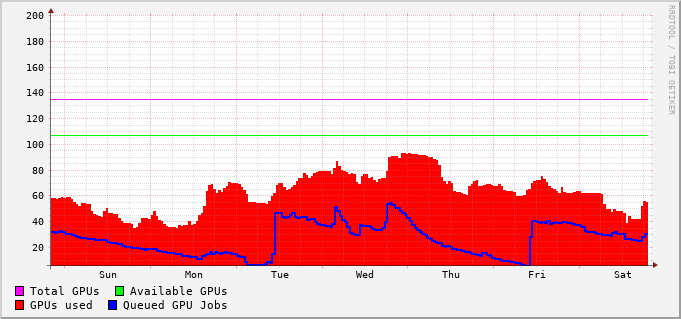 200
180
160
140
120
100
80
60
40
20
Sun Mon Tue Wed Thu Fri Sat
Total GPUs Available GPUs
GPUs used Queued GPU Jobs
RRDTOOL / TOBI OETIKER